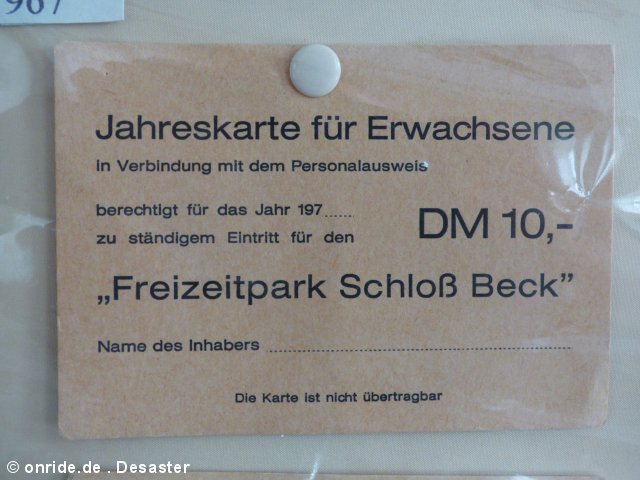 967
Jahreskarte für Erwachsene
in Verbindung mit dem Personalausweis
berechtigt für das Jahr 197.....
zu ständigem Eintritt für den
DM 10,-
„Freizeitpark Schloß Beck”
Name des Inhabers
Die Karte ist nicht übertragbar
© onride.de . Desaster